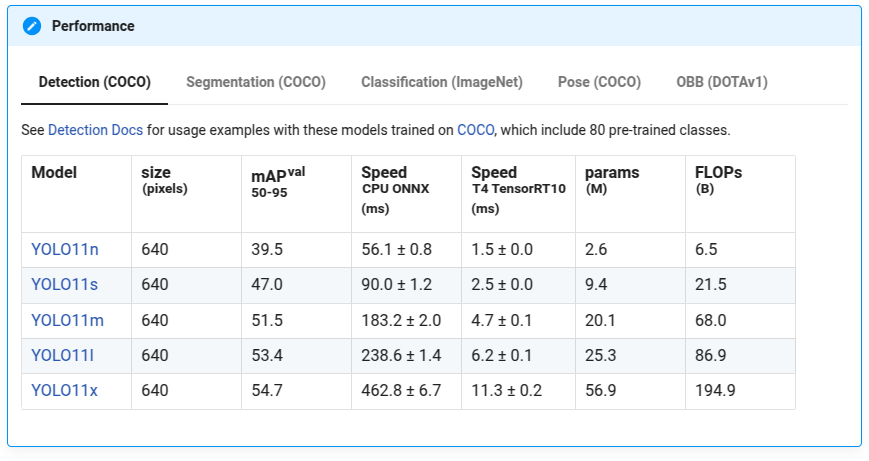 Performance
Detection (COCO) Segmentation (COCO) Classification (ImageNet) Pose (COCO) OBB (DOTAv1)
See Detection Docs for usage examples with these models trained on COCO, which include 80 pre-trained classes.
Model size (pixels) mAPval 50-95 Speed CPU ONNX (ms) Speed T4 TensorRT10 (ms) params (M) FLOPs (B)
YOLO11n 640 39.5 56.1 ± 0.8 1.5 ± 0.0 2.6 6.5
YOLO11s 640 47.0 90.0 ± 1.2 2.5 ± 0.0 9.4 21.5
YOLO11m 640 51.5 183.2 ± 2.0 4.7 ± 0.1 20.1 68.0
YOLO11l 640 53.4 238.6 ± 1.4 6.2 ± 0.1 25.3 86.9
YOLO11x 640 54.7 462.8 ± 6.7 11.3 ± 0.2 56.9 194.9